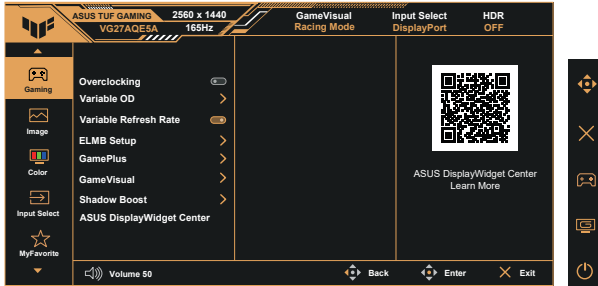 ASUS TUF GAMING 2560 x 1440
VG27AQE5A 165Hz
GameVisual
Racing Mode
Input Select
DisplayPort
HDR
OFF
Gaming
Image
Color
Input Select
MyFavorite
Overclocking
Variable OD
Variable Refresh Rate
ELMB Setup
GamePlus
GameVisual
Shadow Boost
ASUS DisplayWidget Center
ASUS DisplayWidget Center
Learn More
Volume 50
Back
Enter
Exit